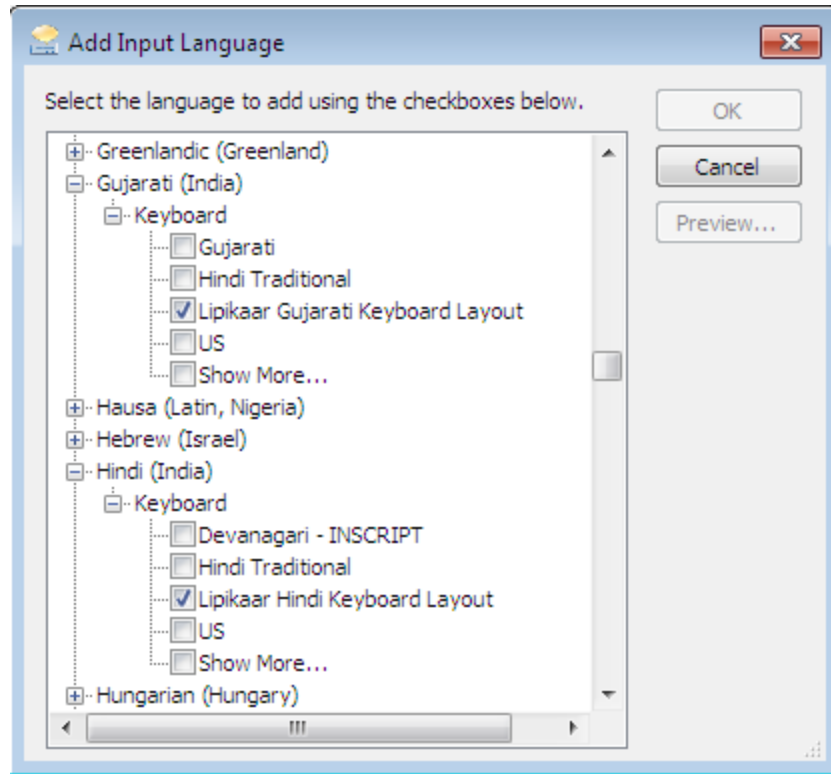 Add Input Language
Select the language to add using the checkboxes below.
OK
Cancel
Preview...
Greenlandic (Greenland)
Gujarati (India)
Keyboard
Gujarati
Hindi Traditional
Lipikaar Gujarati Keyboard Layout
US
Show More...
Hausa (Latin, Nigeria)
Hebrew (Israel)
Hindi (India)
Keyboard
Devanagari - INSCRIPT
Hindi Traditional
Lipikaar Hindi Keyboard Layout
US
Show More...
Hungarian (Hungary)